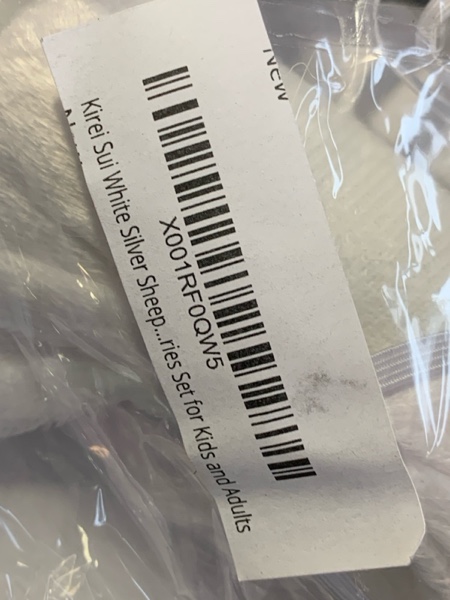 X001RF0QW5
Kirei Sui White Silver Sheep...ries Set for Kids and Adults
New